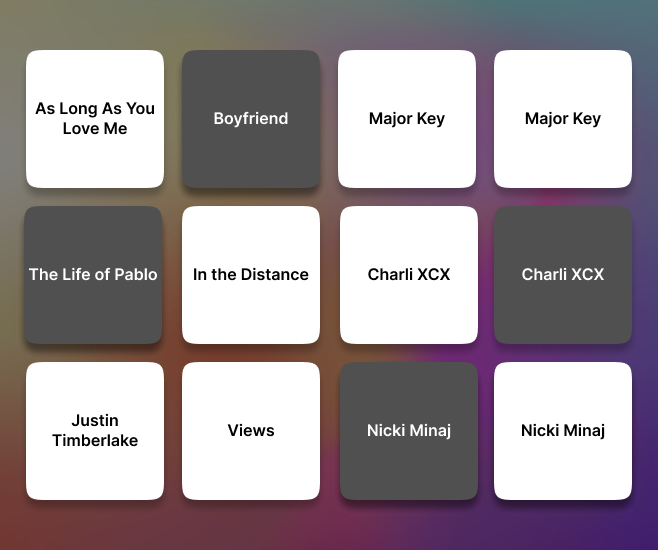 As Long As You
Love Me
Boyfriend
Major Key
Major Key
The Life of Pablo
In the Distance
Charli XCX
Charli XCX
Justin
Timberlake
Views
Nicki Minaj
Nicki Minaj